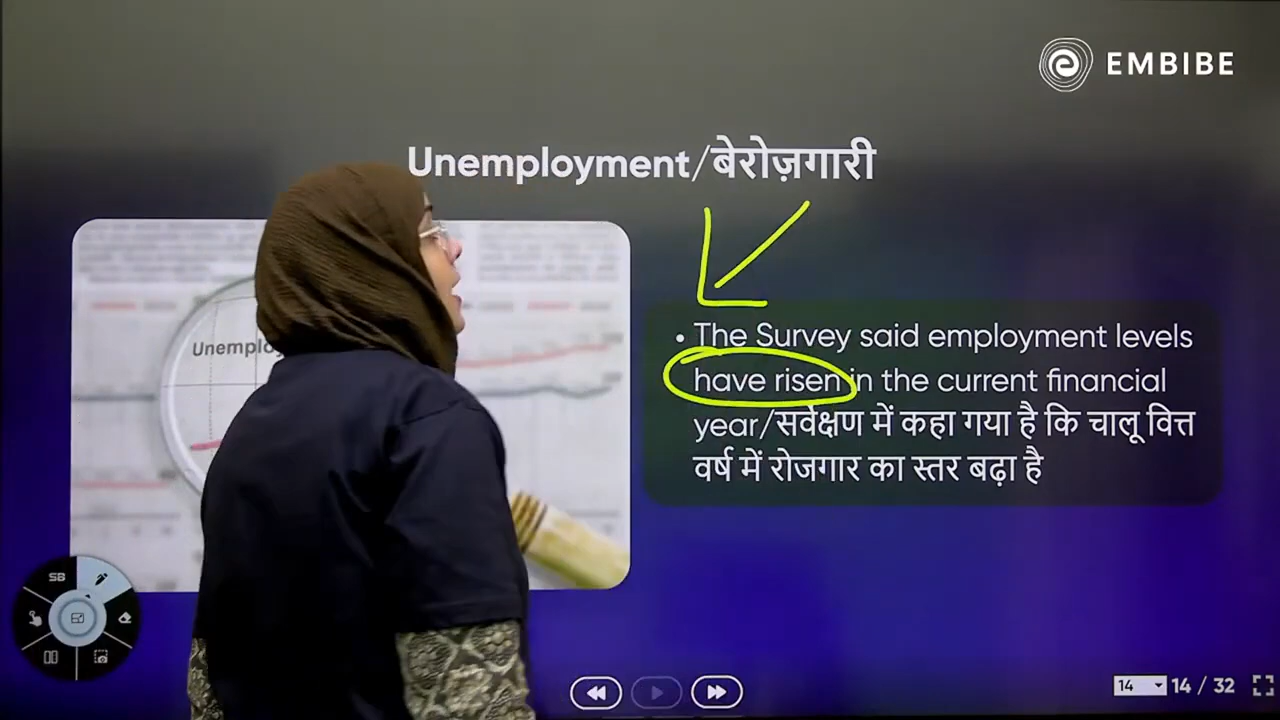 EMBIBE
Unemployment/बेरोज़गारी
Unemplo
• The Survey said employment levels
have risen in the current financial
year/सर्वेक्षण में कहा गया है कि चालू वित्त
वर्ष में रोजगार का स्तर बढ़ा है
SB
14 14 / 32